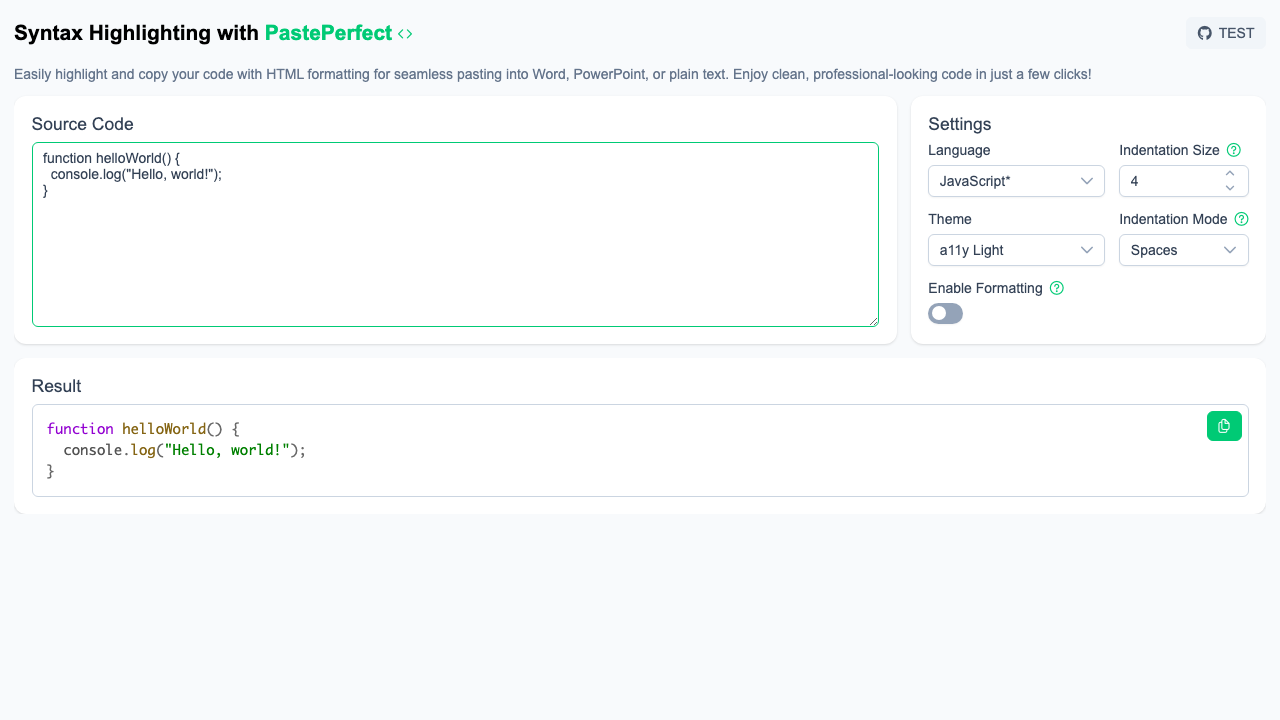 Syntax Highlighting with PastePerfect <>
TEST
Easily highlight and copy your code with HTML formatting for seamless pasting into Word, PowerPoint, or plain text. Enjoy clean, professional-looking code in just a few clicks!
Source Code
function helloWorld() {
  console.log("Hello, world!");
}
Settings
Language
Indentation Size
JavaScript*
4
Theme
Indentation Mode
a11y Light
Spaces
Enable Formatting
Result
function helloWorld() {
  console.log("Hello, world!");
}